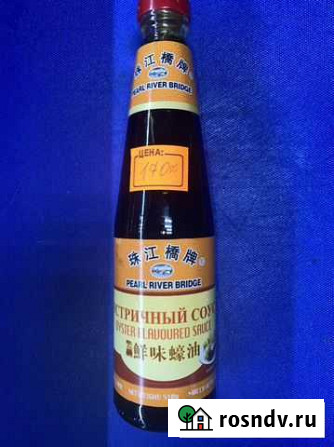 珠江橋牌
PEARL RIVER BRIDGE
ЦЕНА:
珠江橋牌
PEARL RIVER BRIDGE
СТРИЧНЫЙ СОУС
OYSTER FLAVOURED SAUCE
鮮味蠔油
rosndv.ru